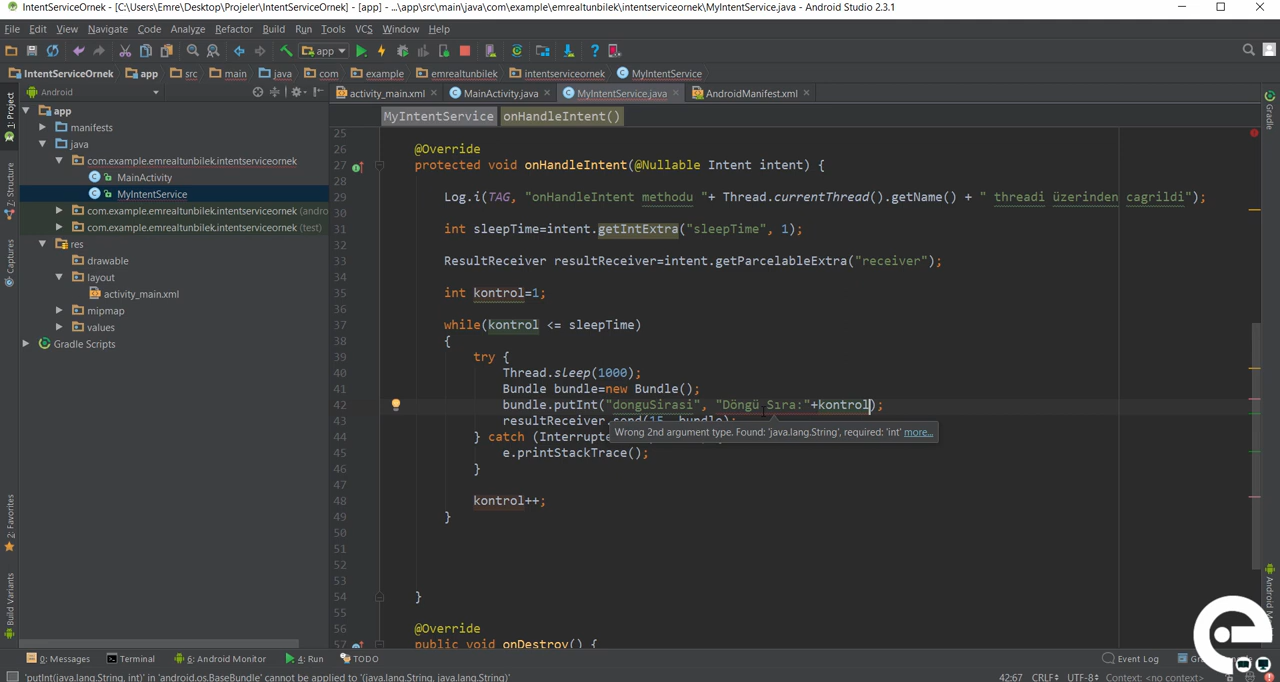 IntentServiceOrnek - [C:\Users\Emre\Desktop\Projeler\IntentServiceOrnek] - [app] - ...\app\src\main\java\com\example\emrealtunbilek\intentserviceornek\MyIntentService.java - Android Studio 2.3.1
File Edit View Navigate Code Analyze Refactor Build Run Tools VCS Window Help
app
IntentServiceOrnek app src main java com example emrealtunbilek intentserviceornek MyIntentService
Android
activity_main.xml MainActivity.java MyIntentService.java AndroidManifest.xml
MyIntentService onHandleIntent()
1: Project
Z: Structure
Captures
2: Favorites
Build Variants
Gradle
app
manifests
java
com.example.emrealtunbilek.intentserviceornek
MainActivity
MyIntentService
com.example.emrealtunbilek.intentserviceornek (andro
com.example.emrealtunbilek.intentserviceornek (test)
res
drawable
layout
activity_main.xml
mipmap
values
Gradle Scripts
25
26 @Override
27 protected void onHandleIntent(@Nullable Intent intent) {
28
29 Log.i(TAG, "onHandleIntent methodu "+ Thread.currentThread().getName() + " threadi üzerinden cagrildi");
30
31 int sleepTime=intent.getIntExtra("sleepTime", 1);
32
33 ResultReceiver resultReceiver=intent.getParcelableExtra("receiver");
34
35 int kontrol=1;
36
37 while(kontrol <= sleepTime)
38 {
39 try {
40 Thread.sleep(1000);
41 Bundle bundle=new Bundle();
42 bundle.putInt("donguSirasi", "Döngü Sıra:"+kontrol);
43 resultReceiver.send(15, bundle);
Wrong 2nd argument type. Found: 'java.lang.String', required: 'int' more...
44 } catch (Interrupte
45 e.printStackTrace();
46 }
47
48 kontrol++;
49 }
50
51
52
53
54 }
55
56 @Override
57 public void onDestroy() {
0: Messages Terminal 6: Android Monitor 4: Run TODO Event Log
'putInt(java.lang.String, int)' in 'android.os.BaseBundle' cannot be applied to '(java.lang.String, java.lang.String)' 42:67 CRLF UTF-8 Context: <no context>